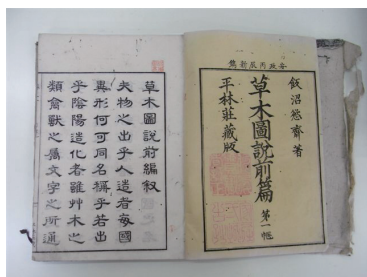 安政丙辰新鐫
飯沼慾齋著
草木圖說前篇 第一帙
平林莊藏版
草木圖說前編叙
夫物之出乎人造者每國
異形何可同名稱乎若出
乎陰陽造化者雖艸木之
類禽獸之屬文字之所通